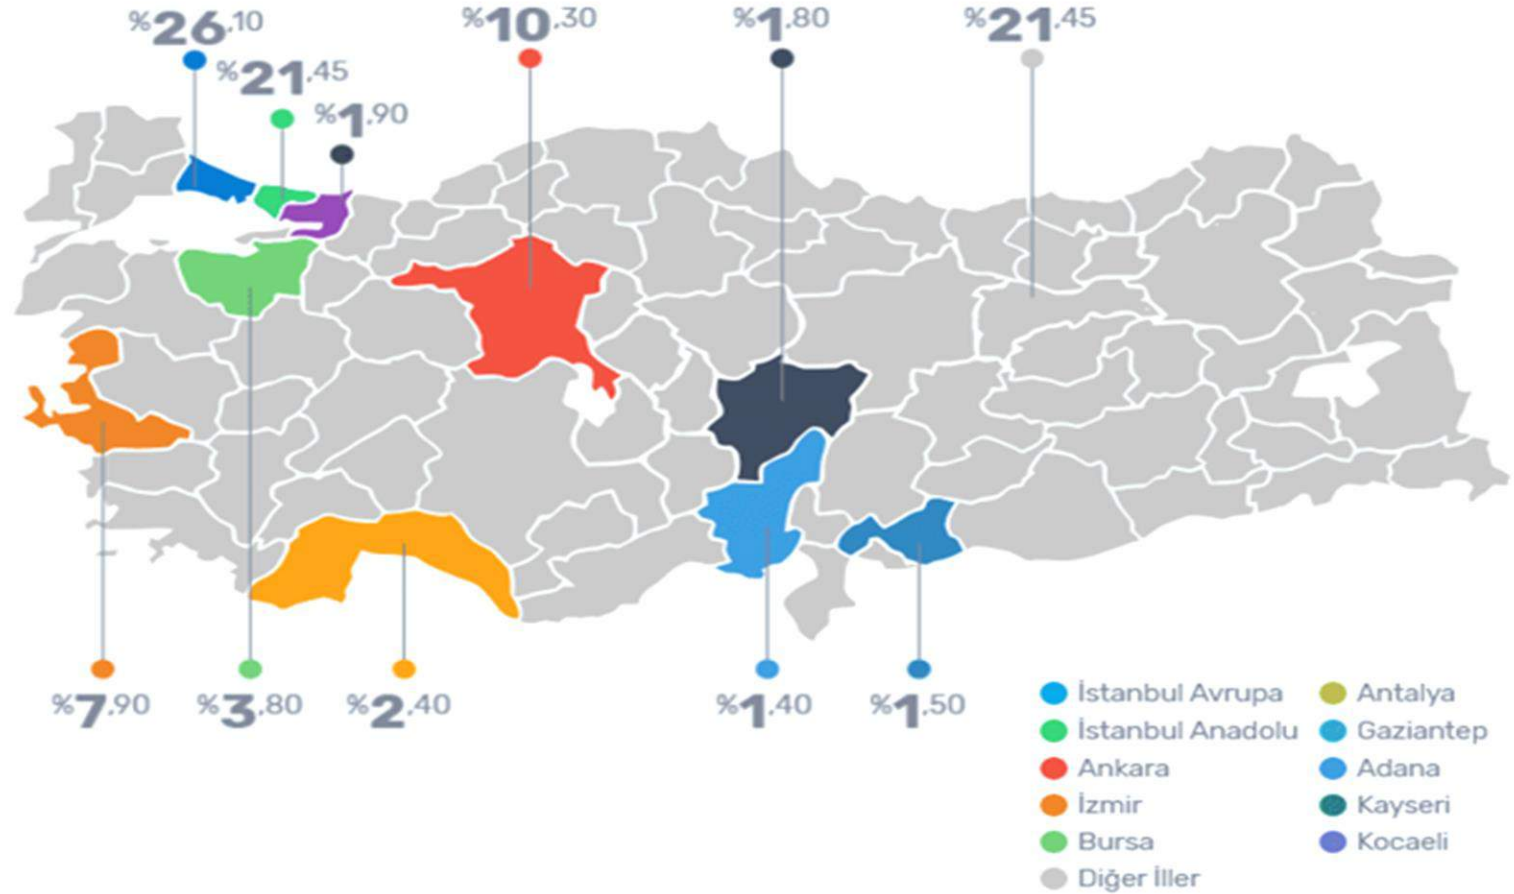 %26,10
%10,30
%1,80
%21,45
%21,45
%1,90
%7,90
%3,80
%2,40
%1,40
%1,50
İstanbul Avrupa
İstanbul Anadolu
Ankara
İzmir
Bursa
Diğer İller
Antalya
Gaziantep
Adana
Kayseri
Kocaeli